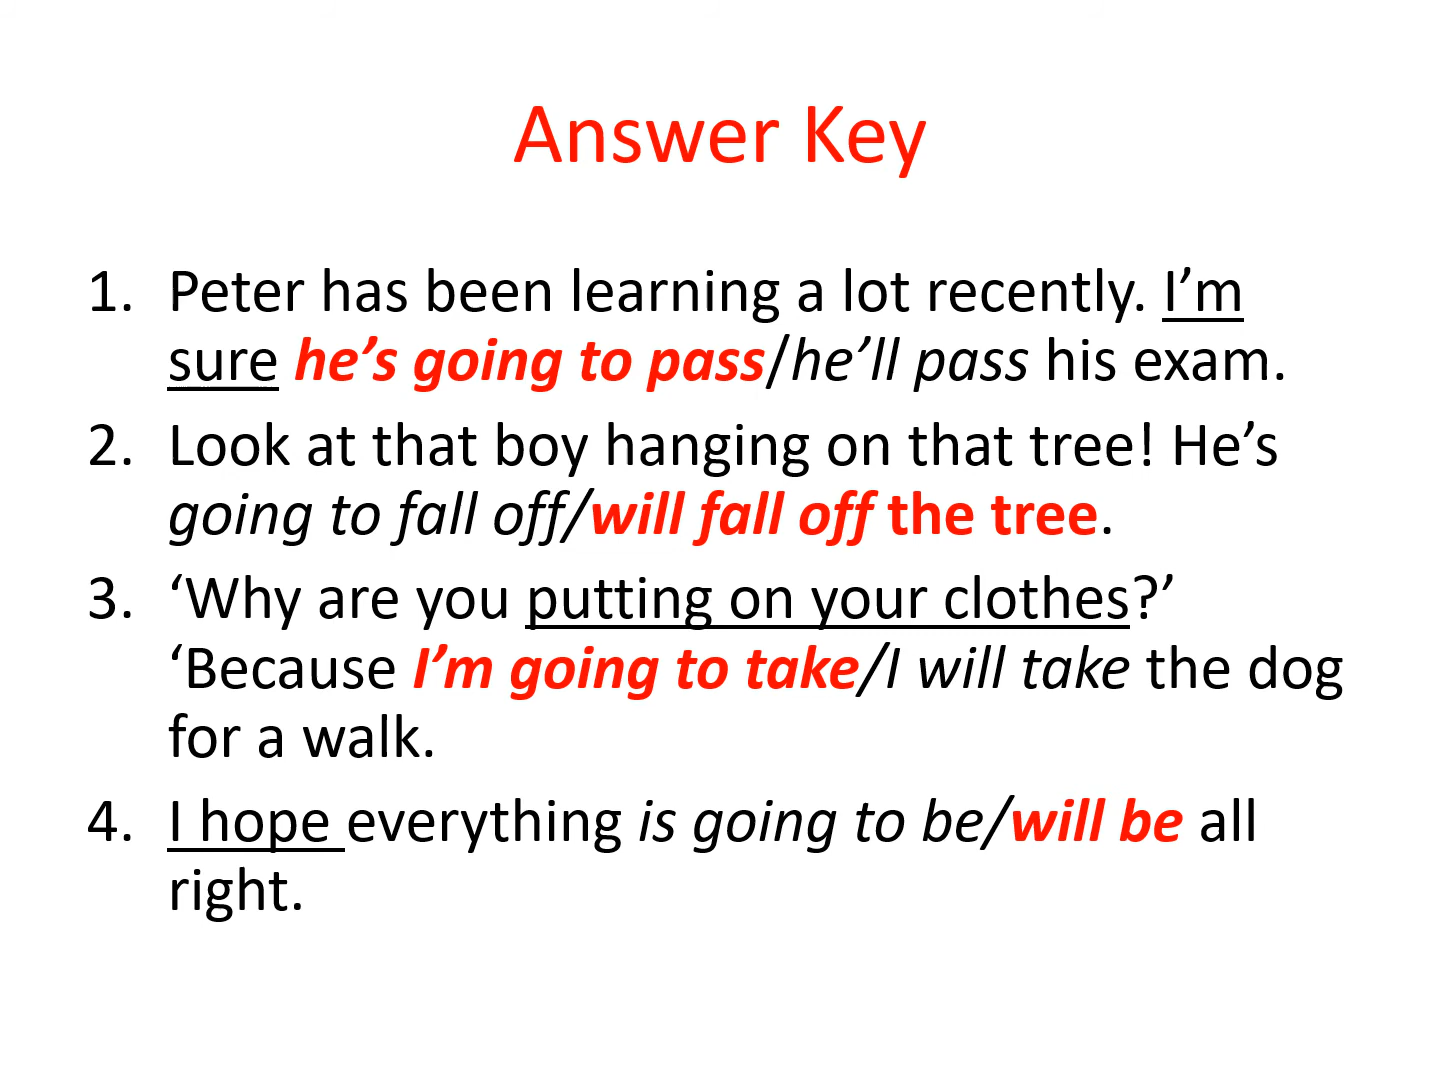 Answer Key
1. Peter has been learning a lot recently. I’m
sure he’s going to pass/he’ll pass his exam.
2. Look at that boy hanging on that tree! He’s
going to fall off/will fall off the tree.
3. ‘Why are you putting on your clothes?’
‘Because I’m going to take/I will take the dog
for a walk.
4. I hope everything is going to be/will be all
right.